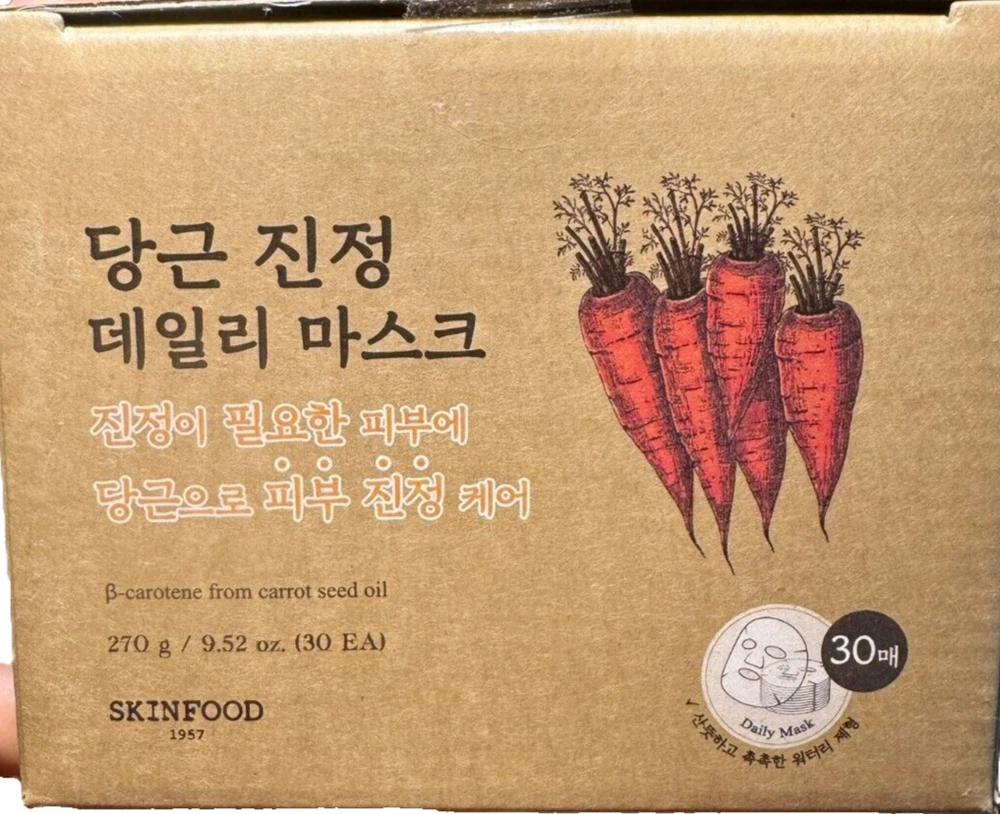 당근 진정
데일리 마스크
진정이 필요한 피부에
당근으로 피부 진정 케어
β-carotene from carrot seed oil
270 g / 9.52 oz. (30 EA)
SKINFOOD
1957
30매
Daily Mask
✓ 산뜻하고 촉촉한 워터리 제형